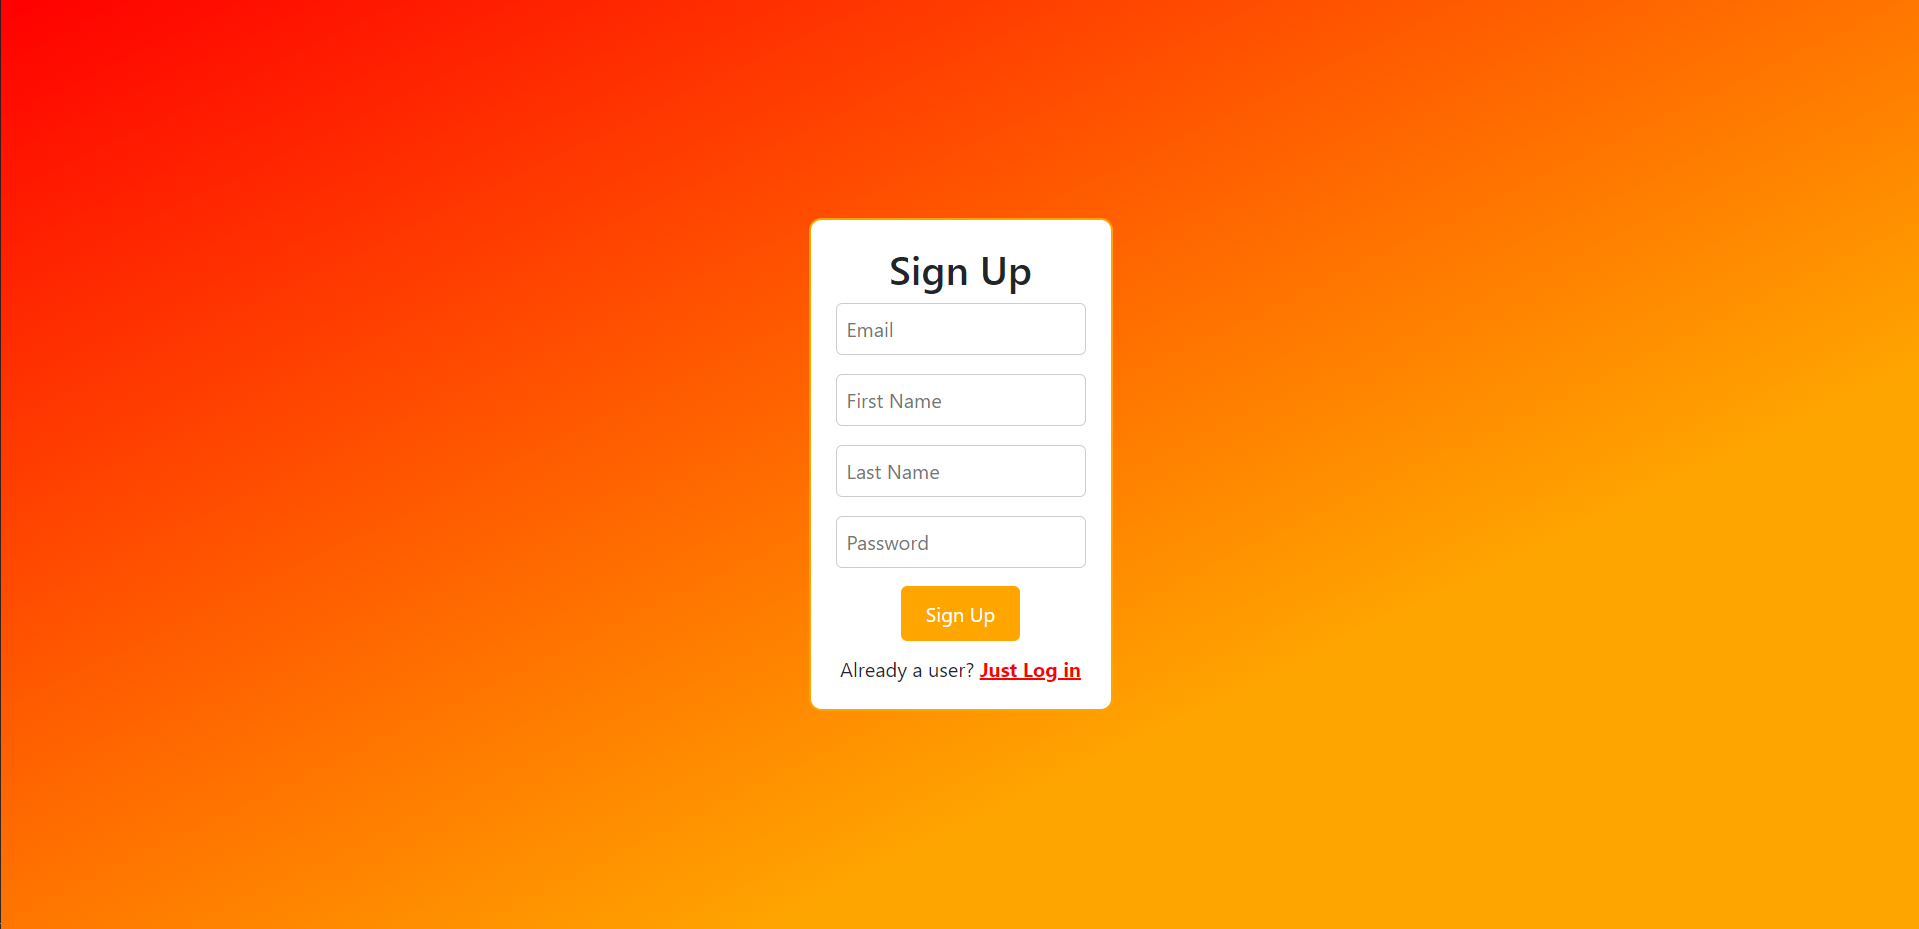 Sign Up
Email
First Name
Last Name
Password
Sign Up
Already a user? Just Log in